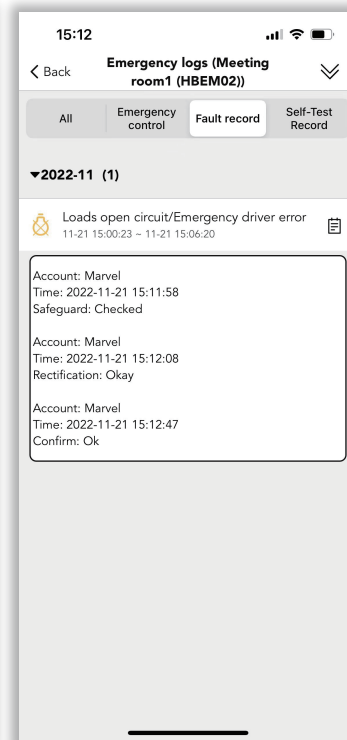 15:12
Back
Emergency logs (Meeting
room1 (HBEM02))
All
Emergency
control
Fault record
Self-Test
Record
▾2022-11 (1)
Loads open circuit/Emergency driver error
11-21 15:00:23 ~ 11-21 15:06:20
Account: Marvel
Time: 2022-11-21 15:11:58
Safeguard: Checked
Account: Marvel
Time: 2022-11-21 15:12:08
Rectification: Okay
Account: Marvel
Time: 2022-11-21 15:12:47
Confirm: Ok